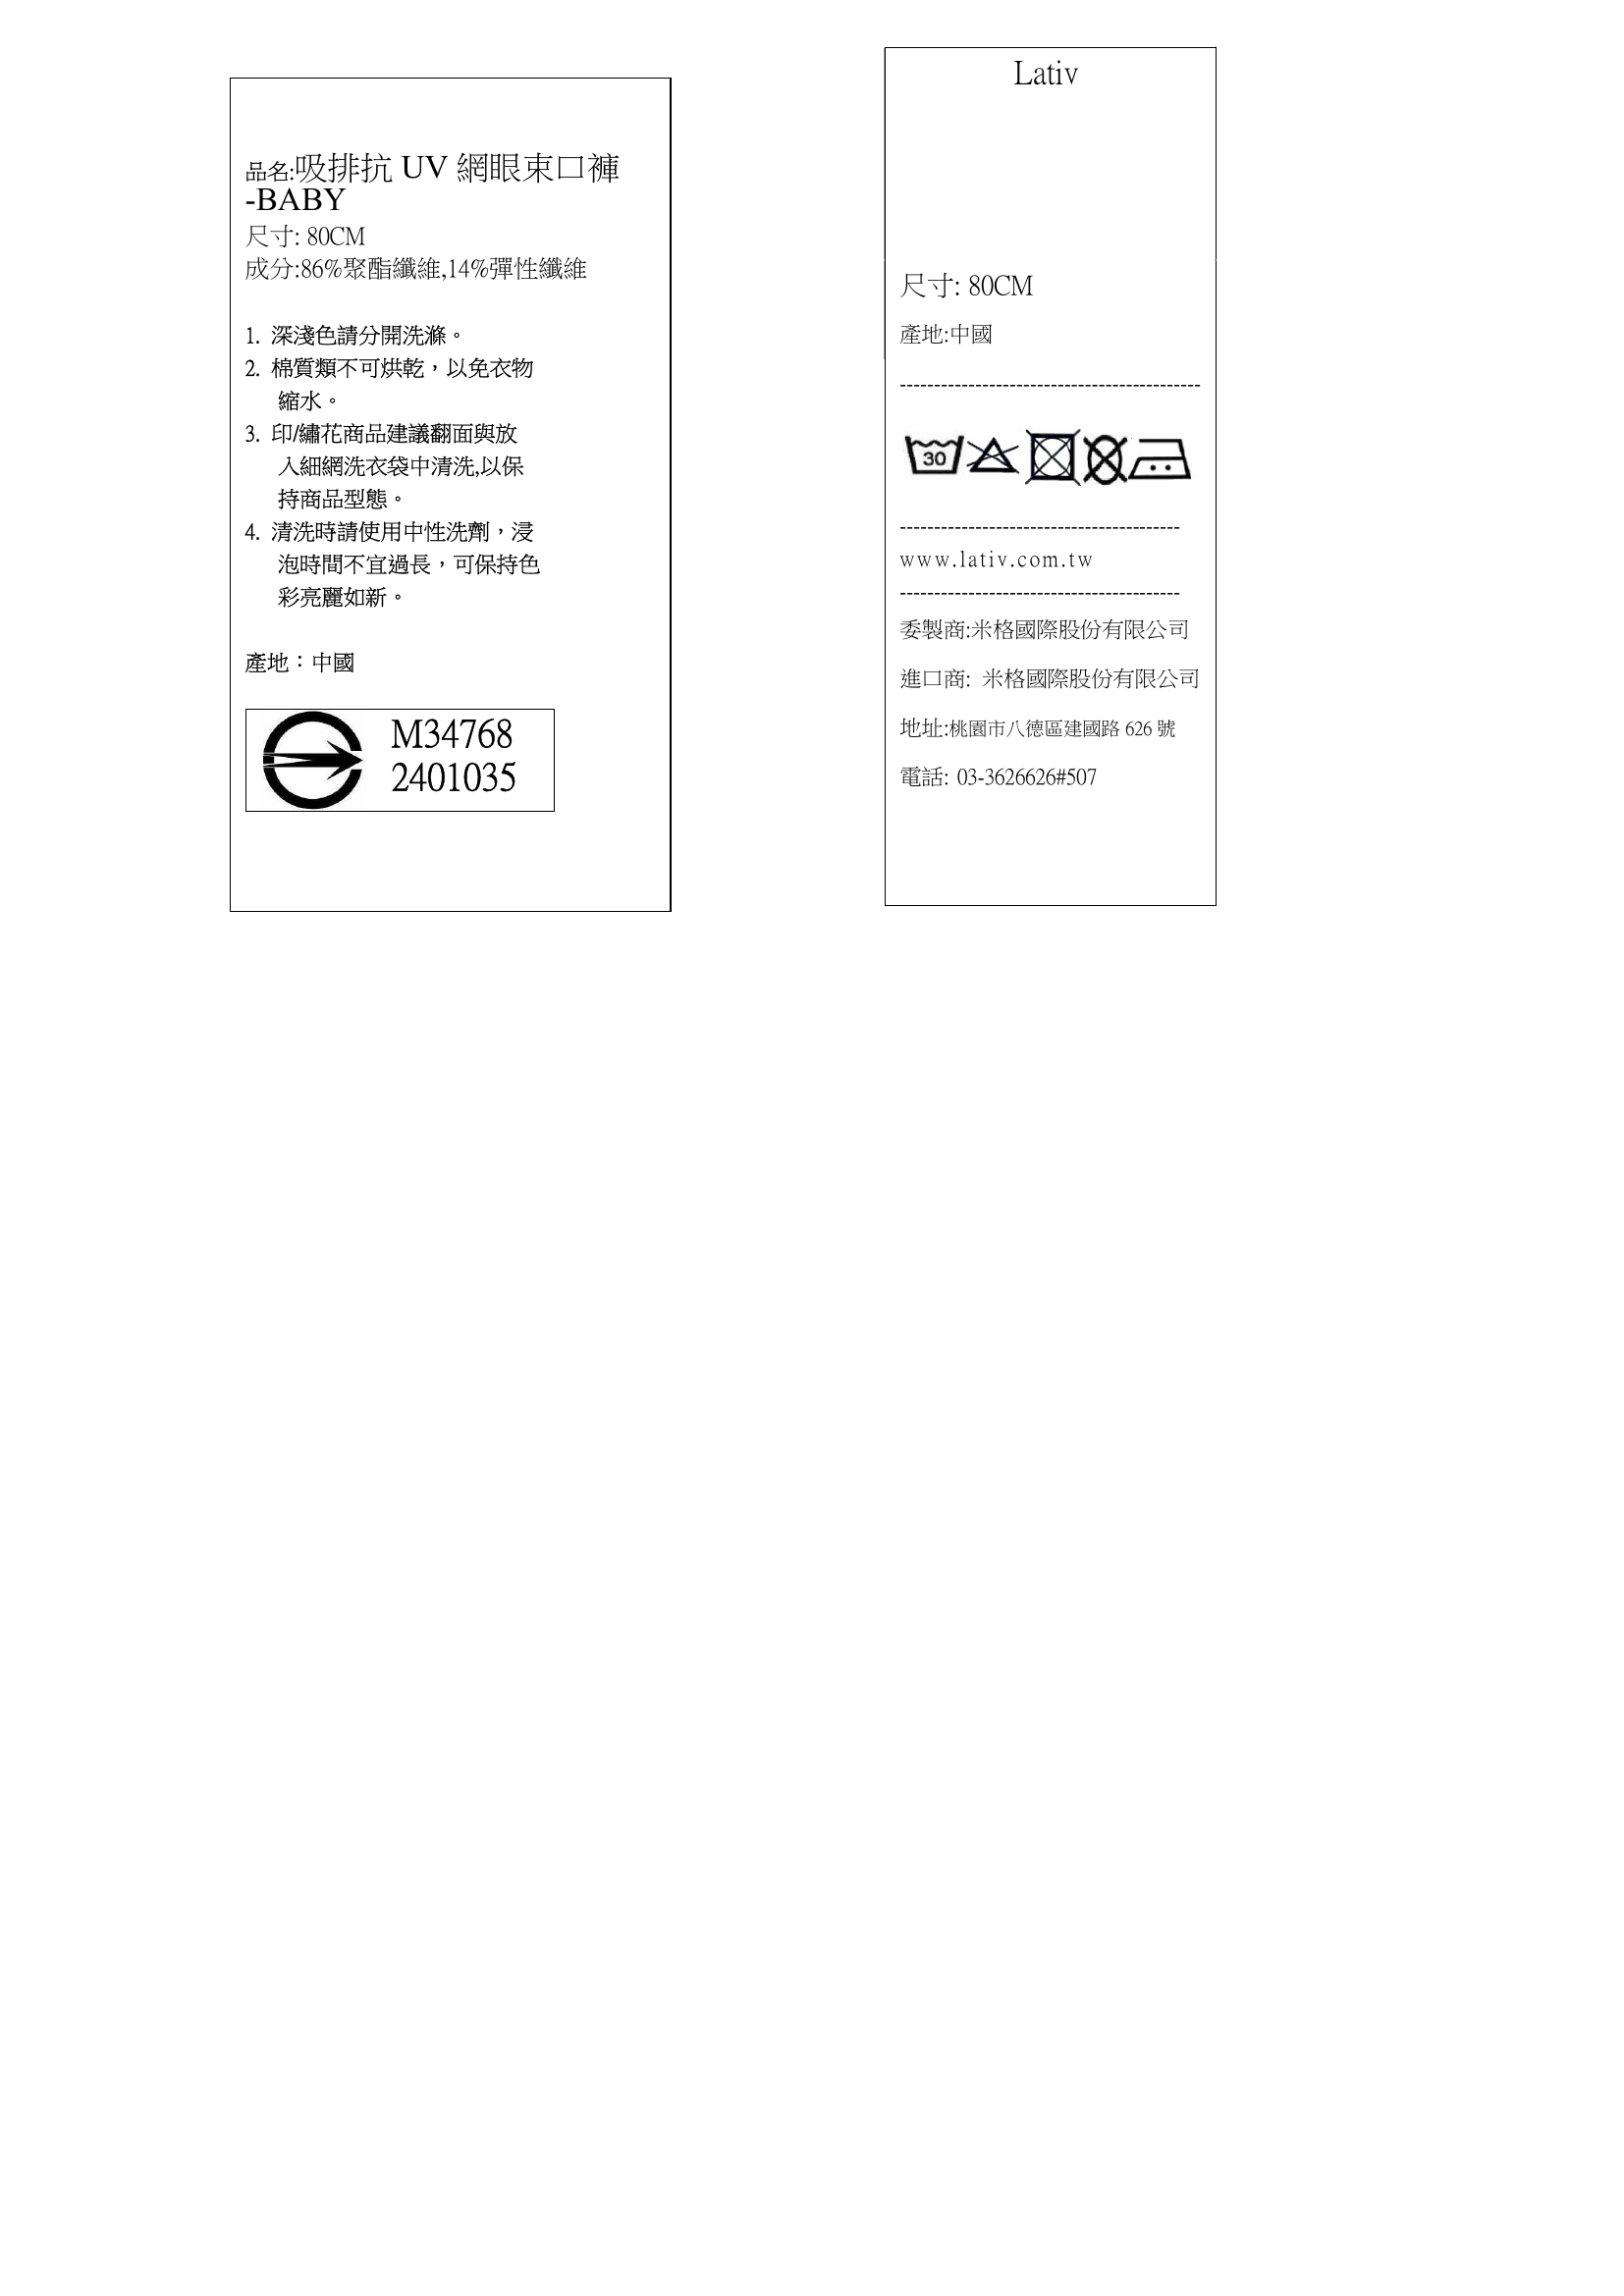 品名:吸排抗 UV 網眼束口褲
-BABY
尺寸: 80CM
成分:86%聚酯纖維,14%彈性纖維
1. 深淺色請分開洗滌。
2. 棉質類不可烘乾，以免衣物
縮水。
3. 印/繡花商品建議翻面與放
入細網洗衣袋中清洗,以保
持商品型態。
4. 清洗時請使用中性洗劑，浸
泡時間不宜過長，可保持色
彩亮麗如新。
產地：中國
M34768
2401035
Lativ
尺寸: 80CM
產地:中國
--------------------------------------------
30
-----------------------------------------
www.lativ.com.tw
-----------------------------------------
委製商:米格國際股份有限公司
進口商: 米格國際股份有限公司
地址:桃園市八德區建國路 626 號
電話: 03-3626626#507